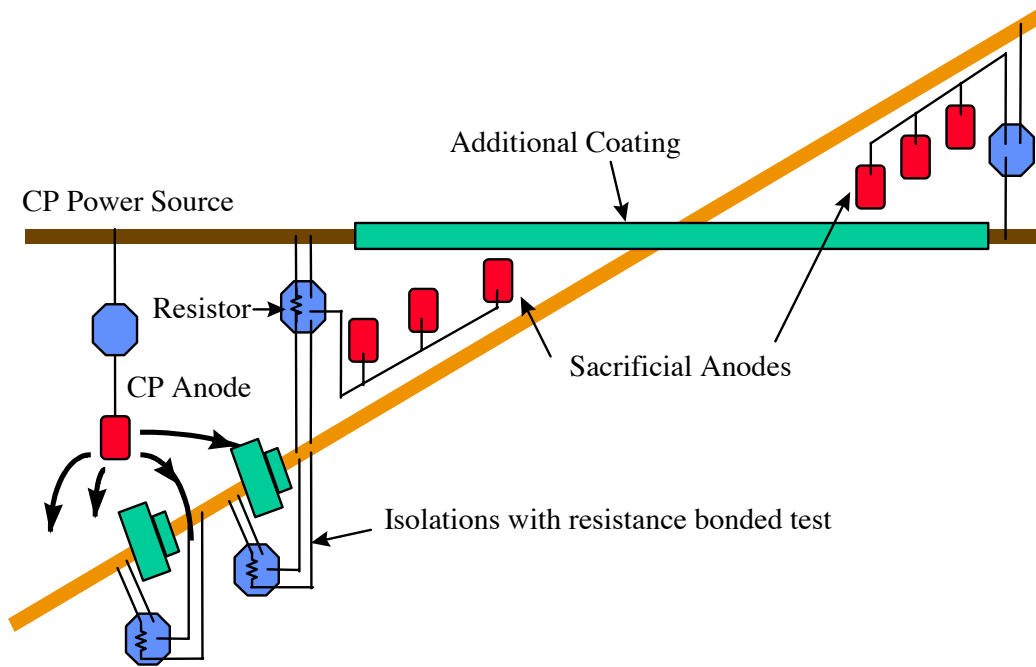 Additional Coating
CP Power Source
Resistor
Sacrificial Anodes
CP Anode
Isolations with resistance bonded test